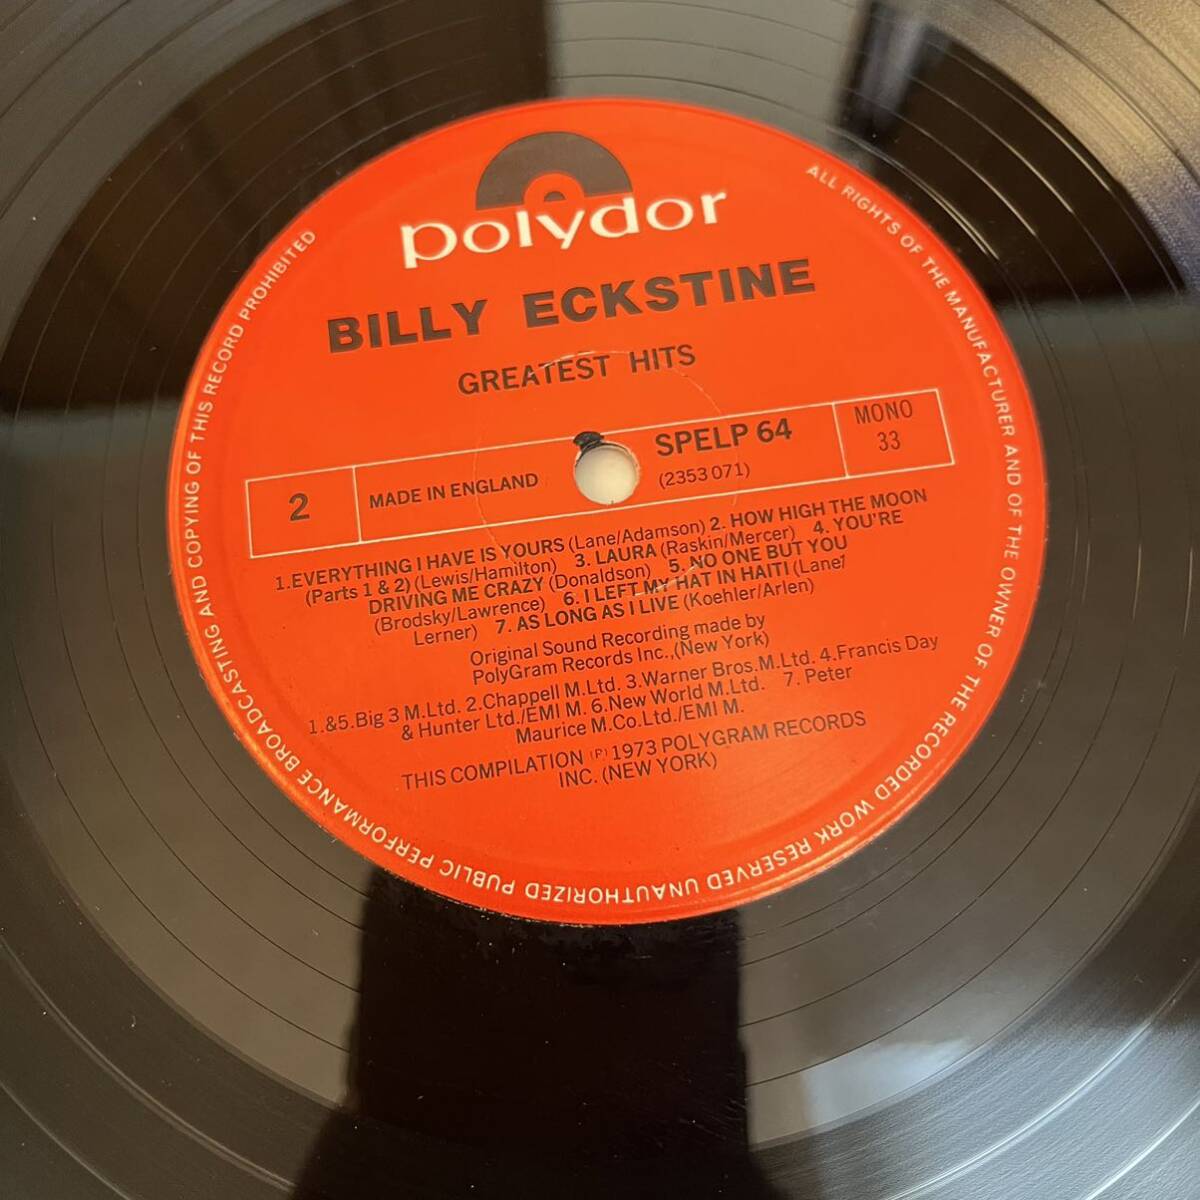 polydor
BILLY ECKSTINE
GREATEST HITS
2
MADE IN ENGLAND
SPELP 64
(2353 071)
MONO
33
1.EVERYTHING I HAVE IS YOURS (Lane/Adamson) 2. HOW HIGH THE MOON
(Parts 1 & 2) (Lewis/Hamilton) 3. LAURA (Raskin/Mercer) 4. YOU'RE
DRIVING ME CRAZY (Donaldson) 5. NO ONE BUT YOU
(Brodsky/Lawrence) 6. I LEFT MY HAT IN HAITI (Lane/
Lerner) 7. AS LONG AS I LIVE (Koehler/Arlen)
Original Sound Recording made by
PolyGram Records Inc.,(New York)
1.&5.Big 3 M.Ltd. 2.Chappell M.Ltd. 3.Warner Bros.M.Ltd. 4.Francis Day
& Hunter Ltd./EMI M. 6.New World M.Ltd. 7. Peter
Maurice M.Co.Ltd./EMI M.
THIS COMPILATION (P) 1973 POLYGRAM RECORDS
INC. (NEW YORK)
ALL RIGHTS OF THE MANUFACTURER AND OF THE OWNER OF THE RECORDED WORK RESERVED UNAUTHORIZED PUBLIC PERFORMANCE BROADCASTING AND COPYING OF THIS RECORD PROHIBITED